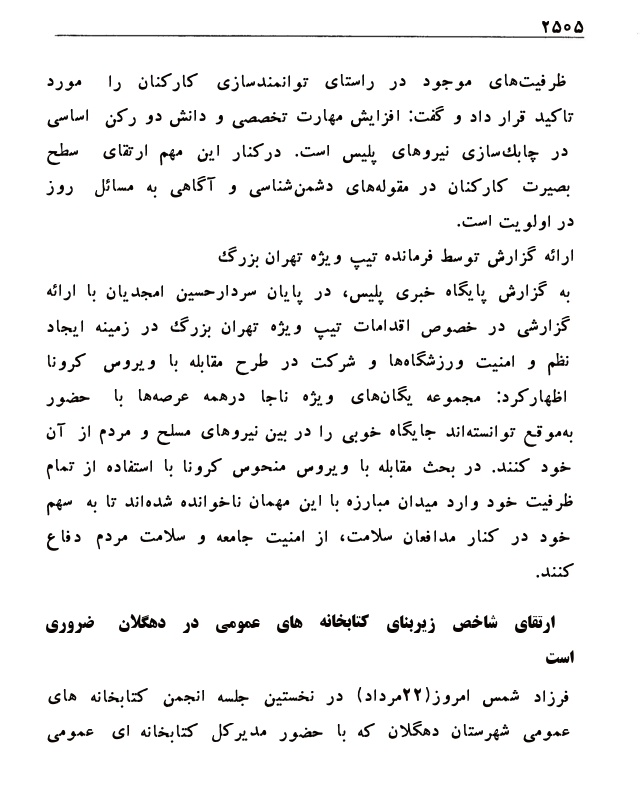 ۲۵۰۵
ظرفیت‌های موجود در راستای توانمندسازی کارکنان را مورد
تاکید قرار داد و گفت: افزایش مهارت تخصصی و دانش دو رکن اساسی
در چابك‌سازی نیروهای پلیس است. درکنار این مهم ارتقای سطح
بصیرت کارکنان در مقوله‌های دشمن‌شناسی و آگاهی به مسائل روز
در اولویت است.
ارائه گزارش توسط فرمانده تیپ ویژه تهران بزرگ
به گزارش پایگاه خبری پلیس، در پایان سردارحسین امجدیان با ارائه
گزارشی در خصوص اقدامات تیپ ویژه تهران بزرگ در زمینه ایجاد
نظم و امنیت ورزشگاه‌ها و شرکت در طرح مقابله با ویروس کرونا
اظهارکرد: مجموعه یگان‌های ویژه ناجا درهمه عرصه‌ها با حضور
به‌موقع توانسته‌اند جایگاه خوبی را در بین نیروهای مسلح و مردم از آن
خود کنند. در بحث مقابله با ویروس منحوس کرونا با استفاده از تمام
ظرفیت خود وارد میدان مبارزه با این مهمان ناخوانده شده‌اند تا به سهم
خود در کنار مدافعان سلامت، از امنیت جامعه و سلامت مردم دفاع
کنند.
ارتقای شاخص زیربنای کتابخانه های عمومی در دهگلان ضروری
است
فرزاد شمس امروز(۲۲مرداد) در نخستین جلسه انجمن کتابخانه های
عمومی شهرستان دهگلان که با حضور مدیرکل کتابخانه ای عمومی